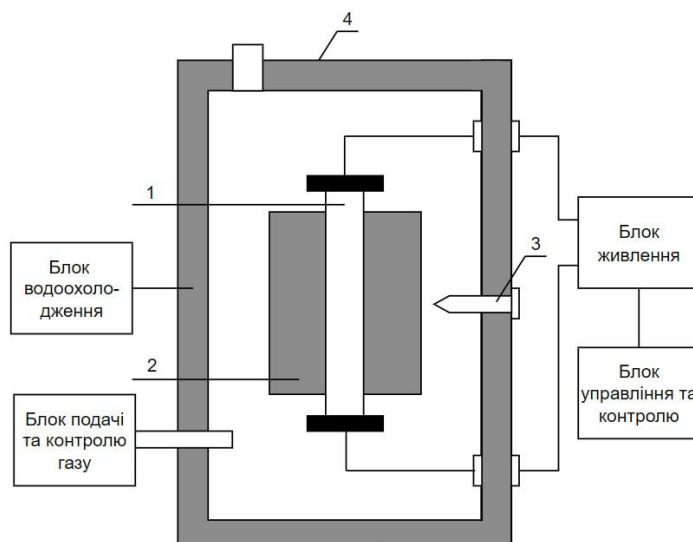 4
1
3
2
Блок
водоохоло-
дження
Блок подачі
та контролю
газу
Блок
живлення
Блок
управління та
контролю